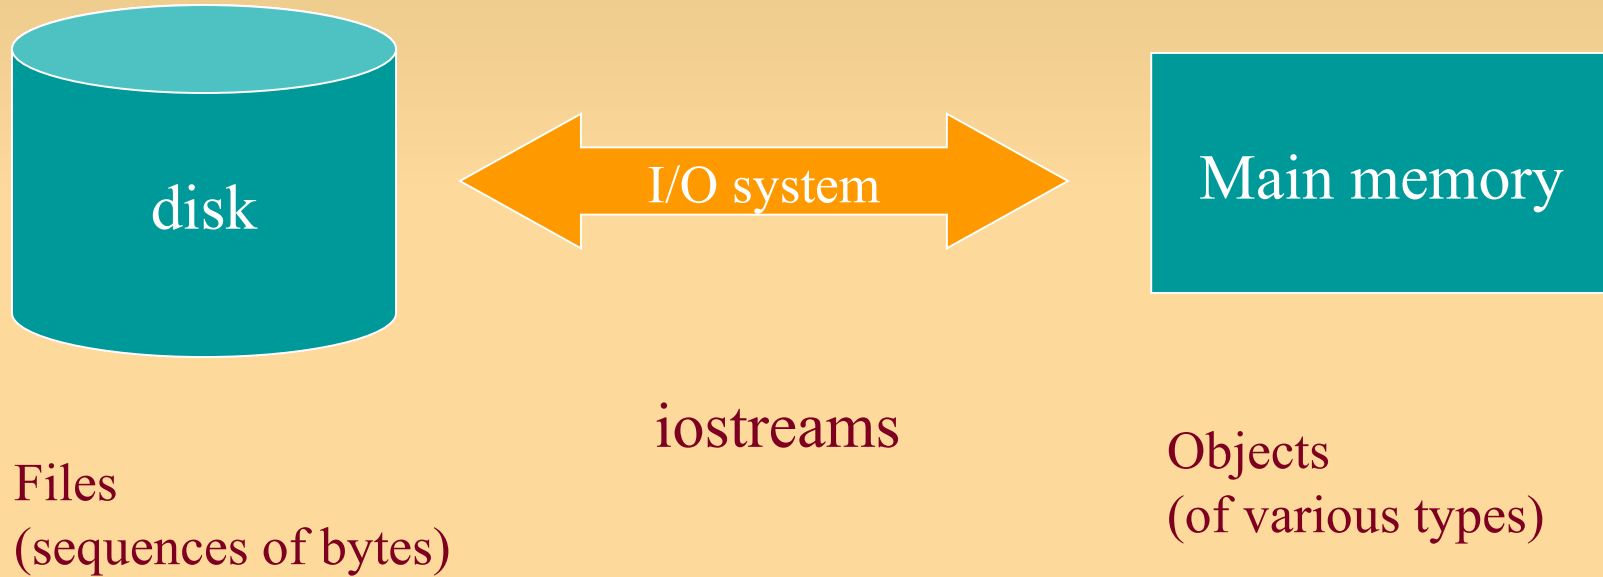 disk
I/O system
Main memory
iostreams
Files
(sequences of bytes)
Objects
(of various types)